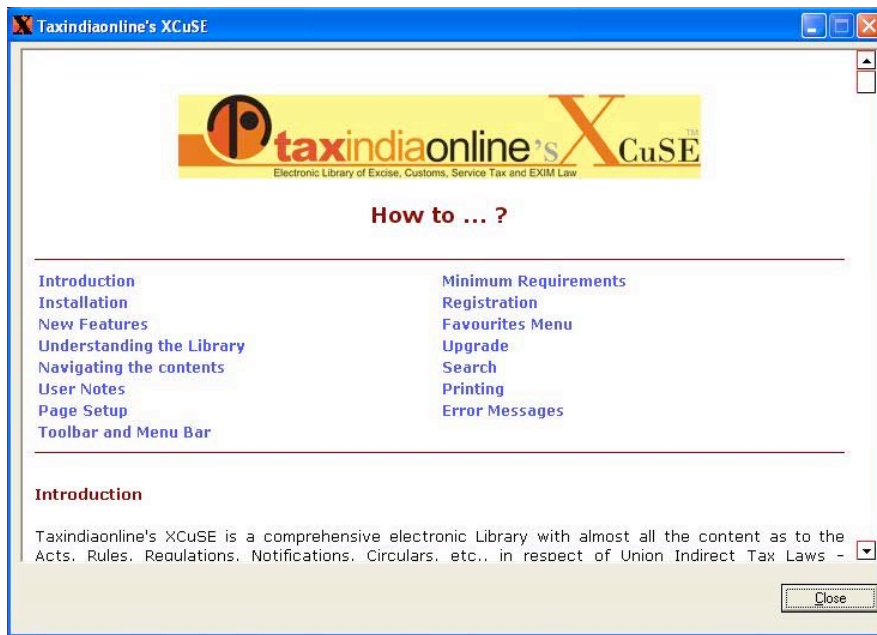 Taxindiaonline's XCuSE
taxindiaonline's XCuSE™
Electronic Library of Excise, Customs, Service Tax and EXIM Law
How to ... ?
Introduction
Installation
New Features
Understanding the Library
Navigating the contents
User Notes
Page Setup
Toolbar and Menu Bar
Minimum Requirements
Registration
Favourites Menu
Upgrade
Search
Printing
Error Messages
Introduction
Taxindiaonline's XCuSE is a comprehensive electronic Library with almost all the content as to the
Acts, Rules, Regulations, Notifications, Circulars, etc., in respect of Union Indirect Tax Laws -
Close